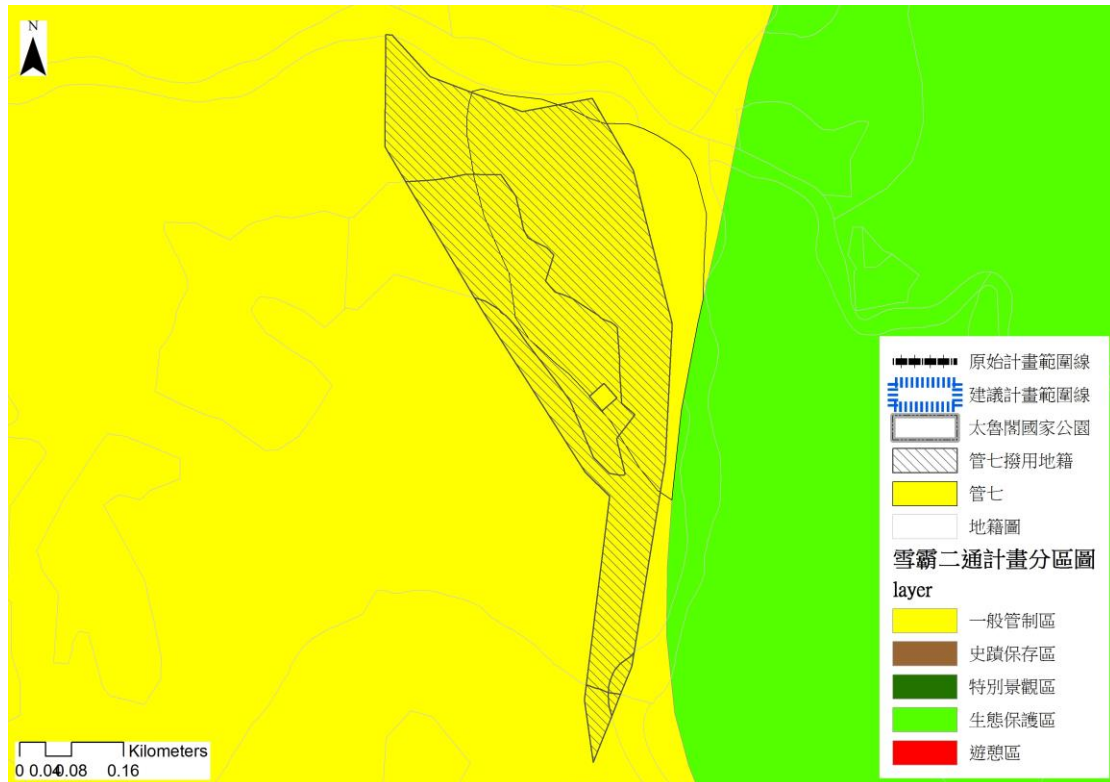 N
原始計畫範圍線
建議計畫範圍線
太魯閣國家公園
管七撥用地籍
管七
地籍圖
雪霸二通計畫分區圖
layer
一般管制區
史蹟保存區
特別景觀區
生態保護區
遊憩區
Kilometers
0 0.04 0.08 0.16